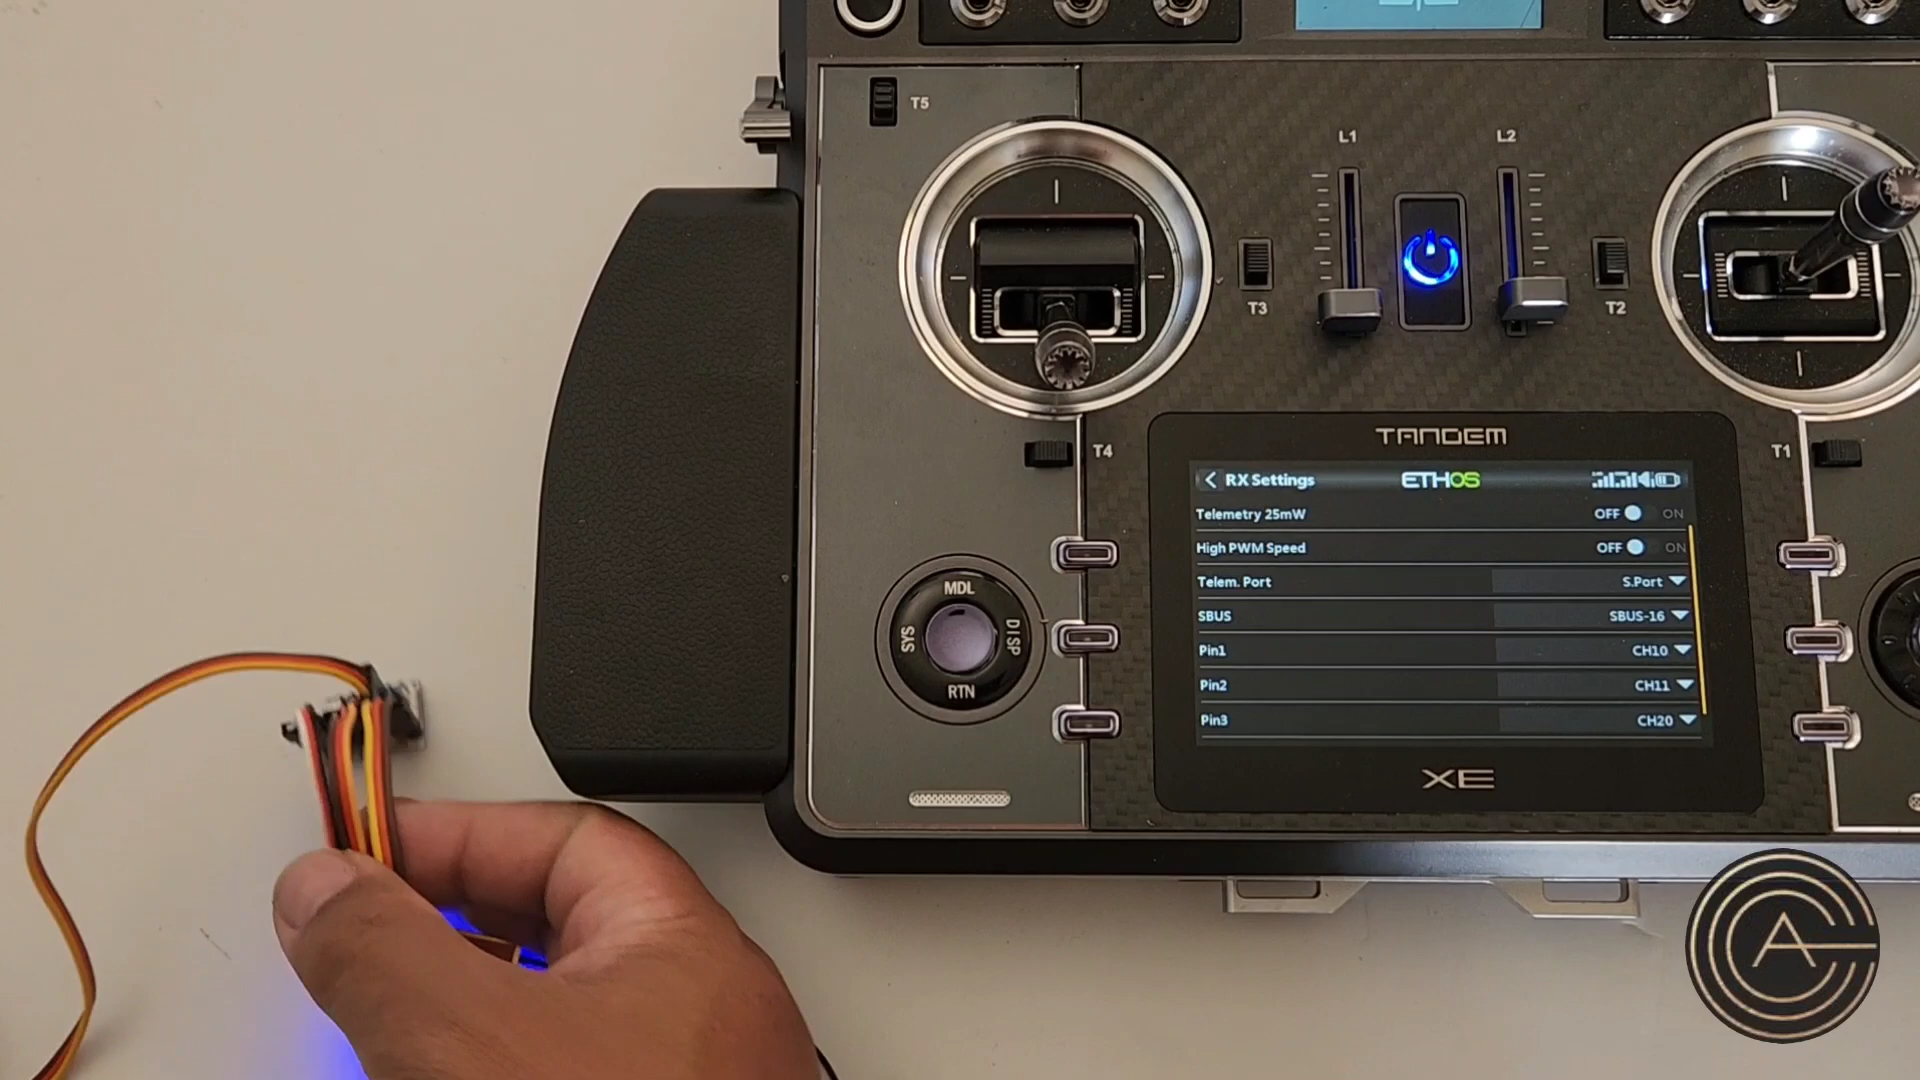 T5
L1
L2
T3
T2
T4
T1
TANDEM
RX Settings
ETHOS
Telemetry 25mW
OFF
ON
High PWM Speed
OFF
ON
Telem. Port
S.Port
SBUS
SBUS-16
Pin1
CH10
Pin2
CH11
Pin3
CH20
XE
MDL
SYS
DISP
RTN
A